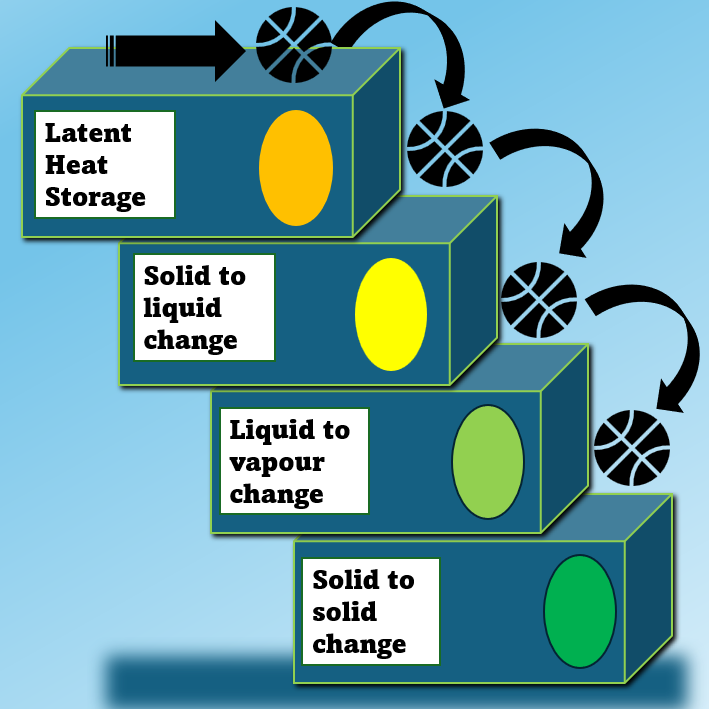 Latent
Heat
Storage
Solid to
liquid
change
Liquid to
vapour
change
Solid to
solid
change